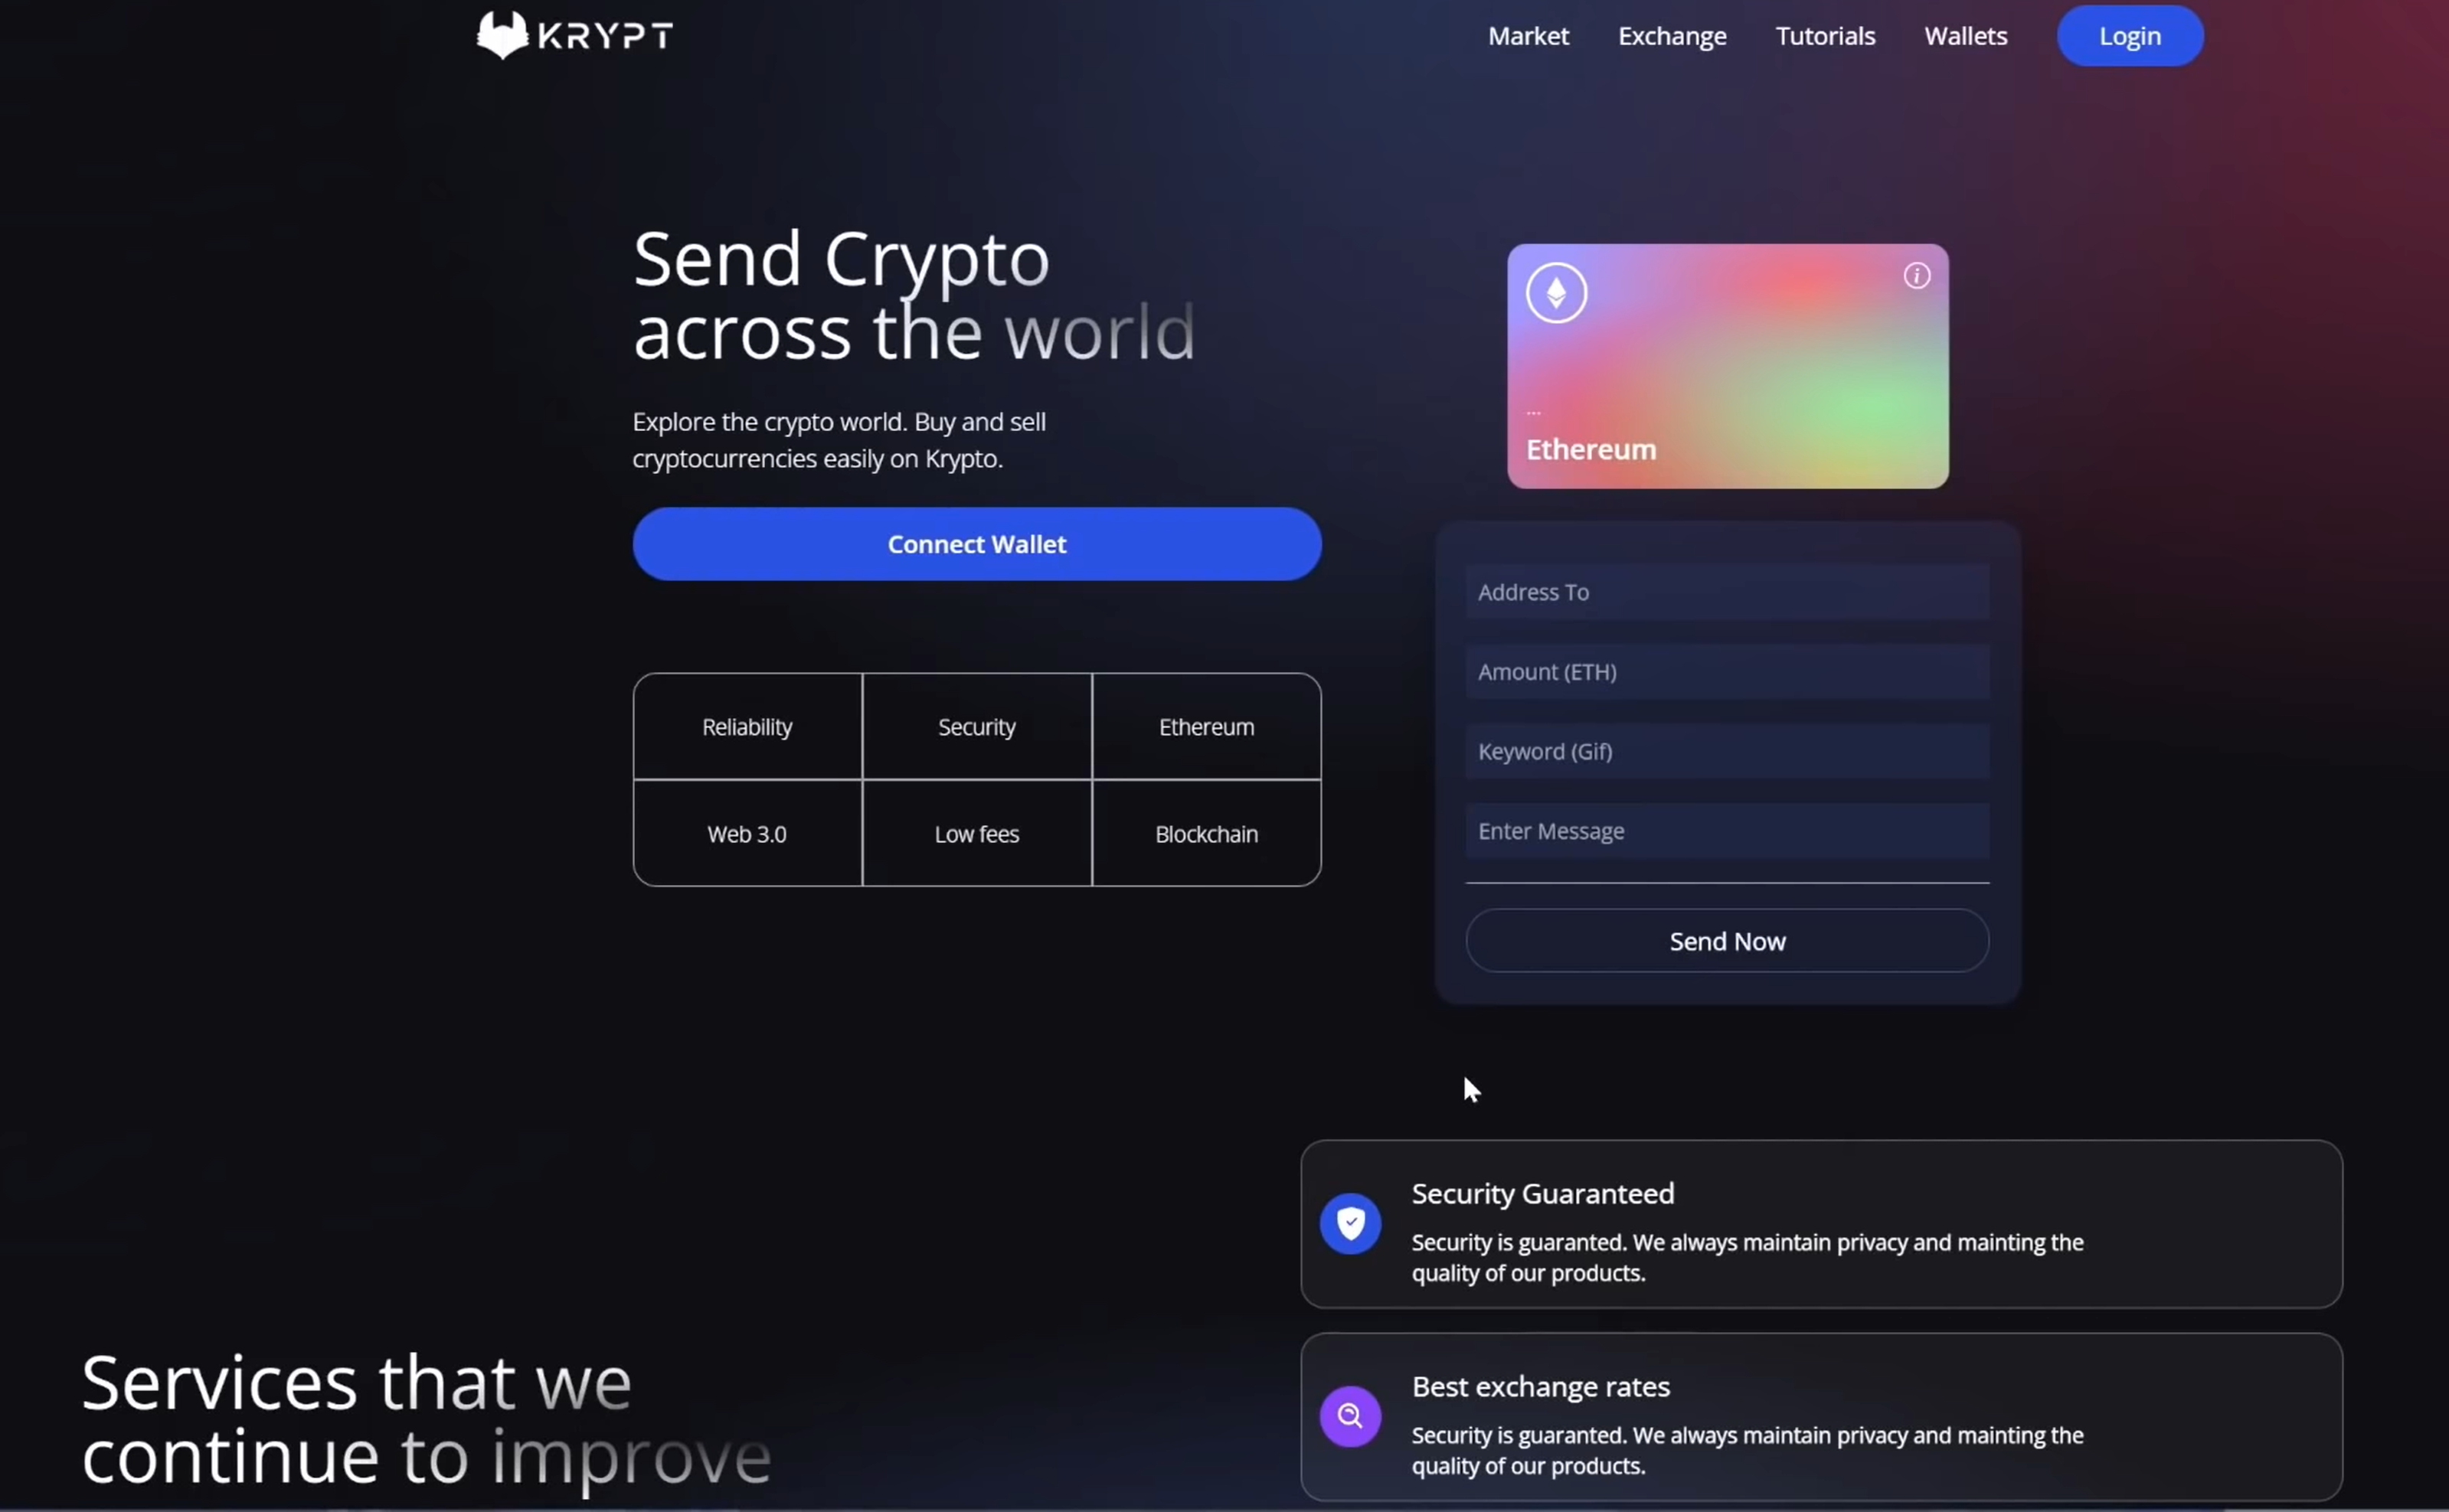 KRYPT
Market
Exchange
Tutorials
Wallets
Login
Send Crypto
across the world
Explore the crypto world. Buy and sell
cryptocurrencies easily on Krypto.
Connect Wallet
Reliability
Security
Ethereum
Web 3.0
Low fees
Blockchain
...
Ethereum
Address To
Amount (ETH)
Keyword (Gif)
Enter Message
Send Now
Services that we
continue to improve
Security Guaranteed
Security is guaranted. We always maintain privacy and mainting the
quality of our products.
Best exchange rates
Security is guaranted. We always maintain privacy and mainting the
quality of our products.